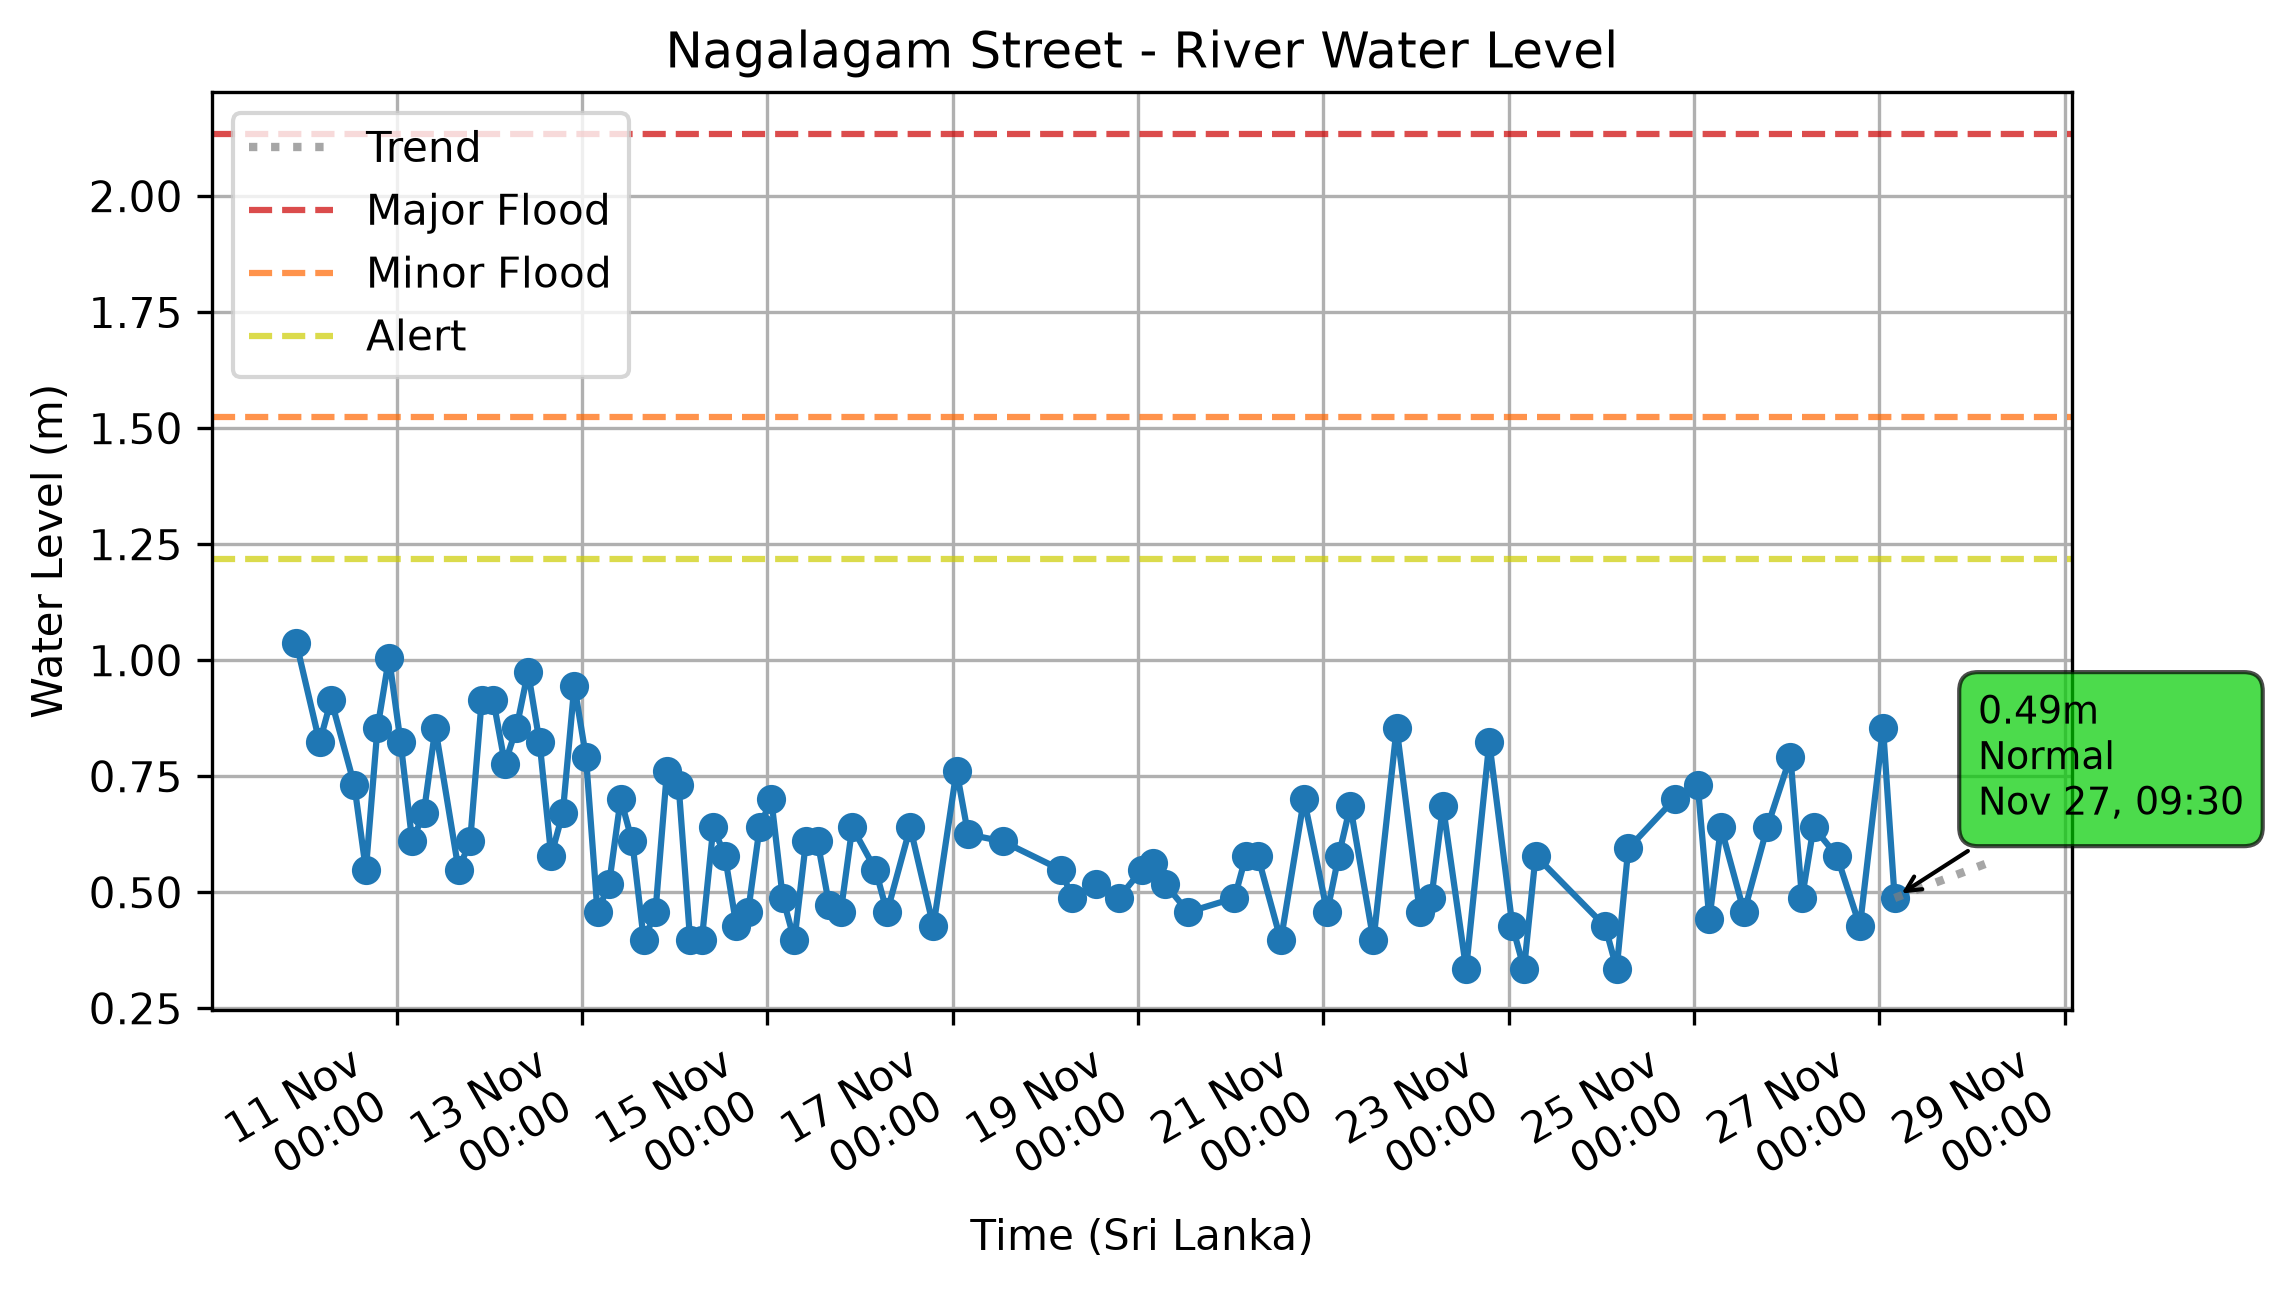 Nagalagam Street - River Water Level
Trend
Major Flood
Minor Flood
Alert
2.00
1.75
1.50
1.25
1.00
0.75
0.50
0.25
Water Level (m)
0.49m
Normal
Nov 27, 09:30
11 Nov
00:00
13 Nov
00:00
15 Nov
00:00
17 Nov
00:00
19 Nov
00:00
21 Nov
00:00
23 Nov
00:00
25 Nov
00:00
27 Nov
00:00
29 Nov
00:00
Time (Sri Lanka)